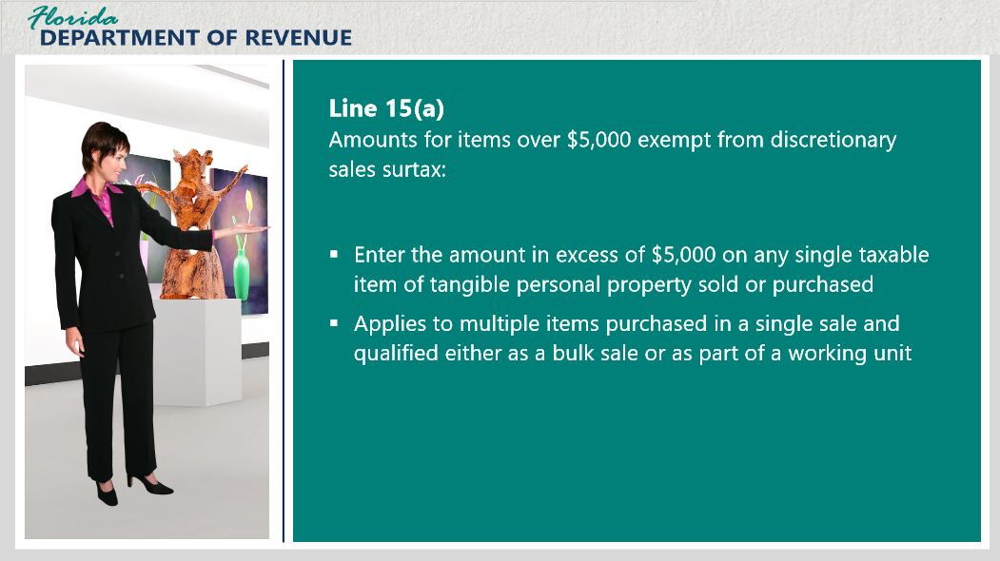 Florida
DEPARTMENT OF REVENUE
Line 15(a)
Amounts for items over $5,000 exempt from discretionary
sales surtax:
▪ Enter the amount in excess of $5,000 on any single taxable
item of tangible personal property sold or purchased
▪ Applies to multiple items purchased in a single sale and
qualified either as a bulk sale or as part of a working unit